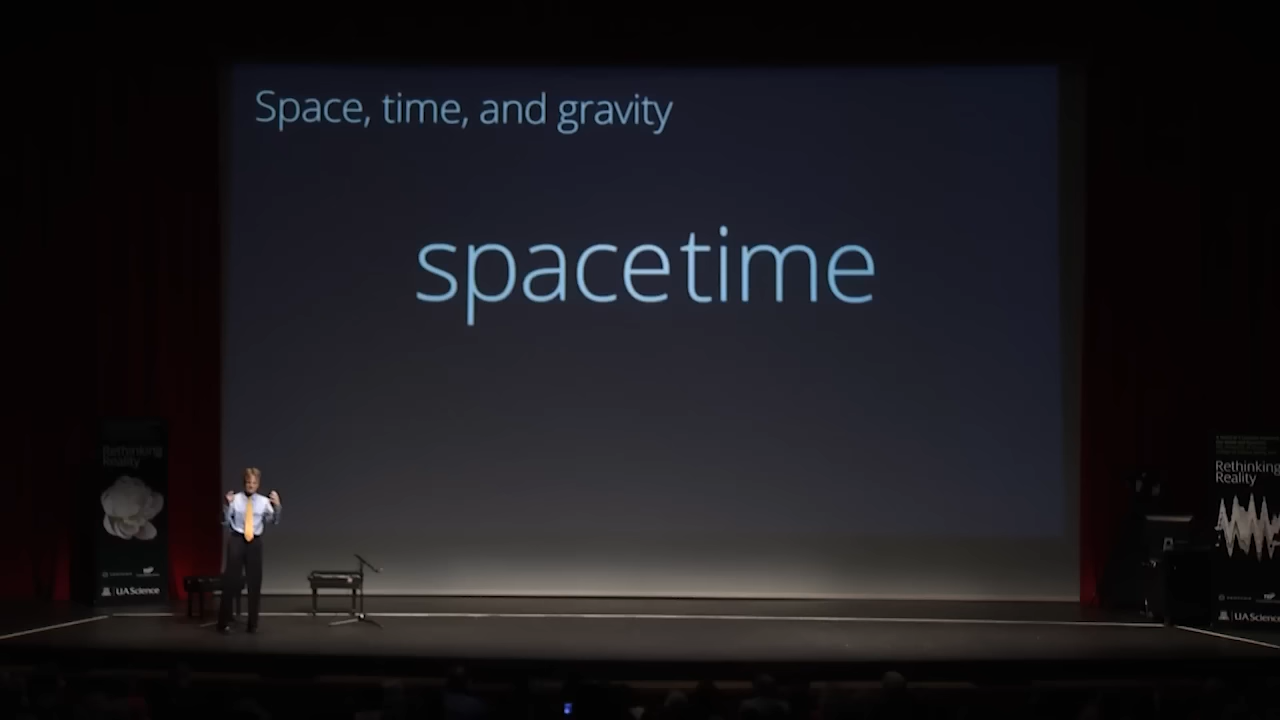 Space, time, and gravity
spacetime
Rethinking
Reality
UA Science
Rethinking
Reality
UA Science